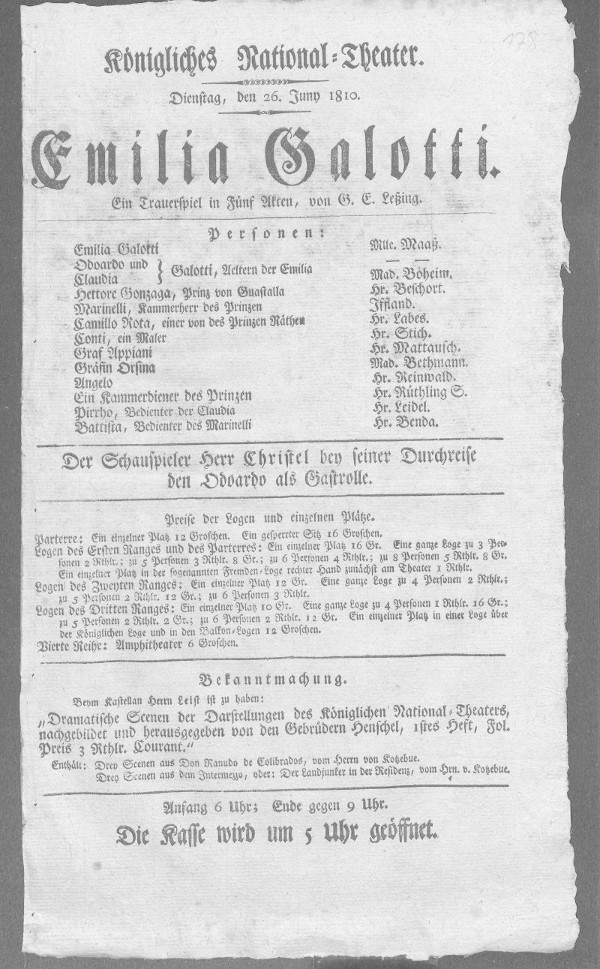 178
Königliches National-Theater.
Dienstag, den 26. Juny 1810.
Emilia Galotti.
Ein Trauerspiel in Fünf Akten, von G. E. Leßing.
Personen:
Emilia Galotti Mlle. Maaß.
Odoardo und } Galotti, Aeltern der Emilia — —
Claudia Mad. Böheim.
Hettore Gonzaga, Prinz von Guastalla Hr. Beschort.
Marinelli, Kammerherr des Prinzen Iffland.
Camillo Rota, einer von des Prinzen Räthen Hr. Labes.
Conti, ein Maler Hr. Stich.
Graf Appiani Hr. Mattausch.
Gräfin Orsina Mad. Bethmann.
Angelo Hr. Reinwald.
Ein Kammerdiener des Prinzen Hr. Rüthling S.
Pirrho, Bedienter der Claudia Hr. Leidel.
Battista, Bedienter des Marinelli Hr. Benda.
Der Schauspieler Herr Christel bey seiner Durchreise
den Odoardo als Gastrolle.
Preise der Logen und einzelnen Plätze.
Parterre: Ein einzelner Platz 12 Groschen. Ein gesperrter Sitz 16 Groschen.
Logen des Ersten Ranges und des Parterres: Ein einzelner Platz 16 Gr. Eine ganze Loge zu 3 Per-
sonen 2 Rthlr.; zu 5 Personen 3 Rthlr. 8 Gr.; zu 6 Personen 4 Rthlr.; zu 8 Personen 5 Rthlr. 8 Gr.
Ein einzelner Platz in der sogenannten Fremden-Loge rechter Hand zunächst am Theater 1 Rthlr.
Logen des Zweyten Ranges: Ein einzelner Platz 12 Gr. Eine ganze Loge zu 4 Personen 2 Rthlr.;
zu 5 Personen 2 Rthlr. 12 Gr.; zu 6 Personen 3 Rthlr.
Logen des Dritten Ranges: Ein einzelner Platz 10 Gr. Eine ganze Loge zu 4 Personen 1 Rthlr. 16 Gr.;
zu 5 Personen 2 Rthlr. 2 Gr.; zu 6 Personen 2 Rthlr. 12 Gr. Ein einzelner Platz in einer Loge über
der Königlichen Loge und in den Balkon-Logen 12 Groschen.
Vierte Reihe: Amphitheater 6 Groschen.
Bekanntmachung.
Beym Kastellan Herrn Leist ist zu haben:
„Dramatische Scenen der Darstellungen des Königlichen National-Theaters,
nachgebildet und herausgegeben von den Gebrüdern Henschel, 1stes Heft, Fol.
Preis 3 Rthlr. Courant.“
Enthält: Drey Scenen aus Don Ranudo de Colibrados, vom Herrn von Kotzebue.
Drey Scenen aus dem Intermezzo, oder: Der Landjunker in der Residenz, vom Hrn. v. Kotzebue.
Anfang 6 Uhr; Ende gegen 9 Uhr.
Die Kasse wird um 5 Uhr geöffnet.